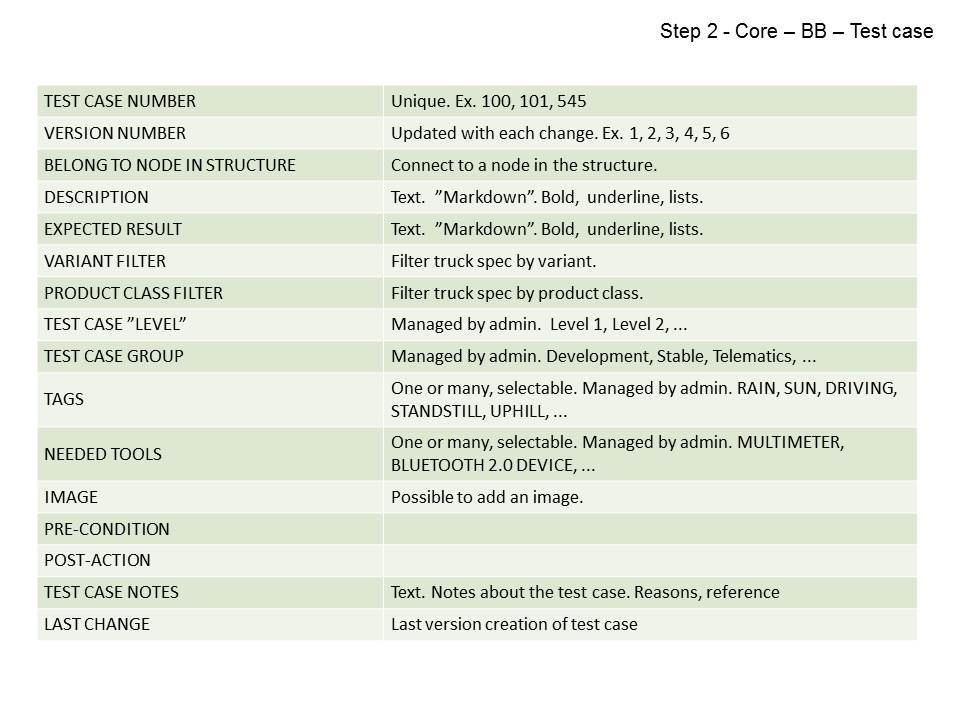 Step 2 - Core – BB – Test case
TEST CASE NUMBER
Unique. Ex. 100, 101, 545
VERSION NUMBER
Updated with each change. Ex. 1, 2, 3, 4, 5, 6
BELONG TO NODE IN STRUCTURE
Connect to a node in the structure.
DESCRIPTION
Text. ”Markdown”. Bold, underline, lists.
EXPECTED RESULT
Text. ”Markdown”. Bold, underline, lists.
VARIANT FILTER
Filter truck spec by variant.
PRODUCT CLASS FILTER
Filter truck spec by product class.
TEST CASE ”LEVEL”
Managed by admin. Level 1, Level 2, ...
TEST CASE GROUP
Managed by admin. Development, Stable, Telematics, ...
TAGS
One or many, selectable. Managed by admin. RAIN, SUN, DRIVING,
STANDSTILL, UPHILL, ...
NEEDED TOOLS
One or many, selectable. Managed by admin. MULTIMETER,
BLUETOOTH 2.0 DEVICE, ...
IMAGE
Possible to add an image.
PRE-CONDITION
POST-ACTION
TEST CASE NOTES
Text. Notes about the test case. Reasons, reference
LAST CHANGE
Last version creation of test case